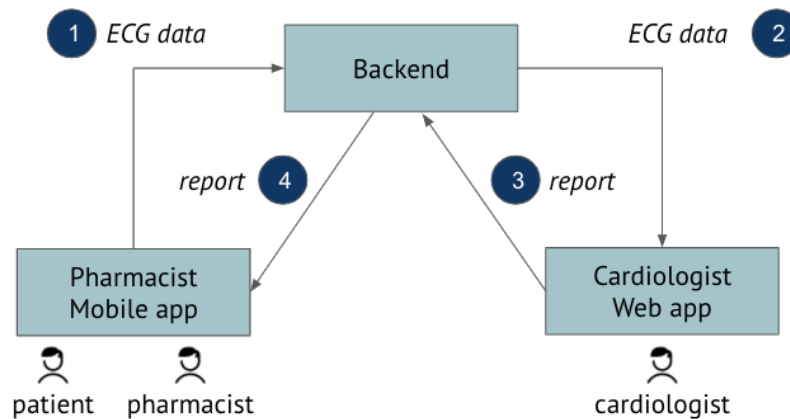 1 ECG data
ECG data 2
Backend
report 4
3 report
Pharmacist
Mobile app
Cardiologist
Web app
patient
pharmacist
cardiologist